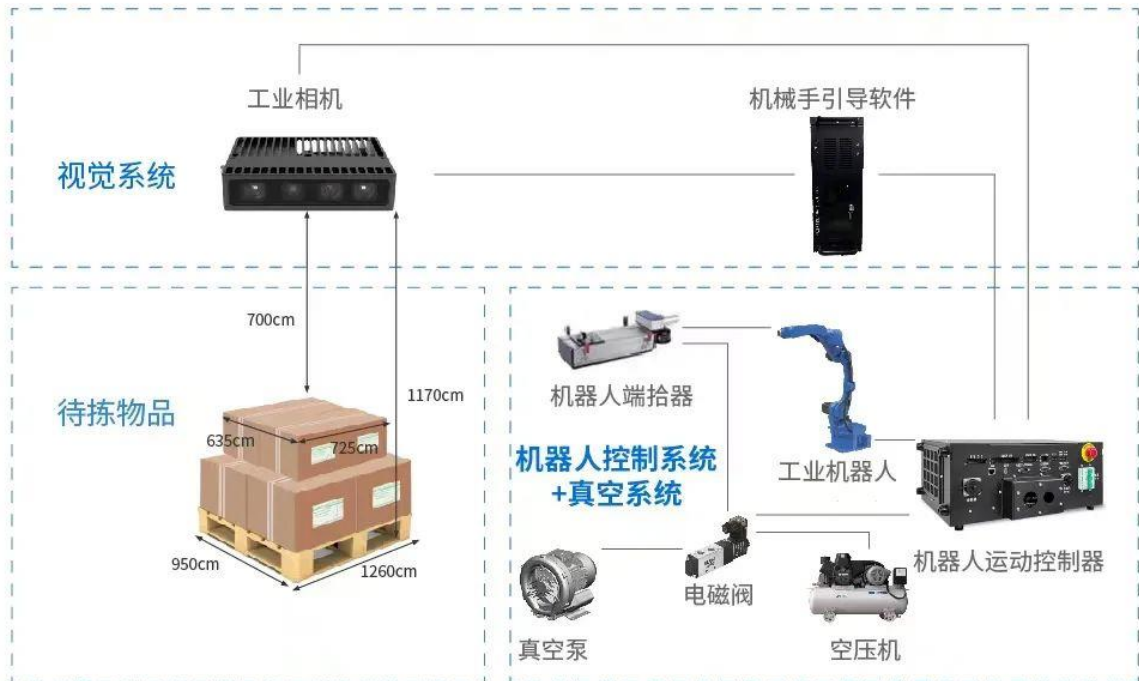 工业相机
机械手引导软件
视觉系统
700cm
1170cm
待拣物品
635cm
725cm
950cm
1260cm
机器人端拾器
机器人控制系统
+真空系统
工业机器人
机器人运动控制器
电磁阀
真空泵
空压机